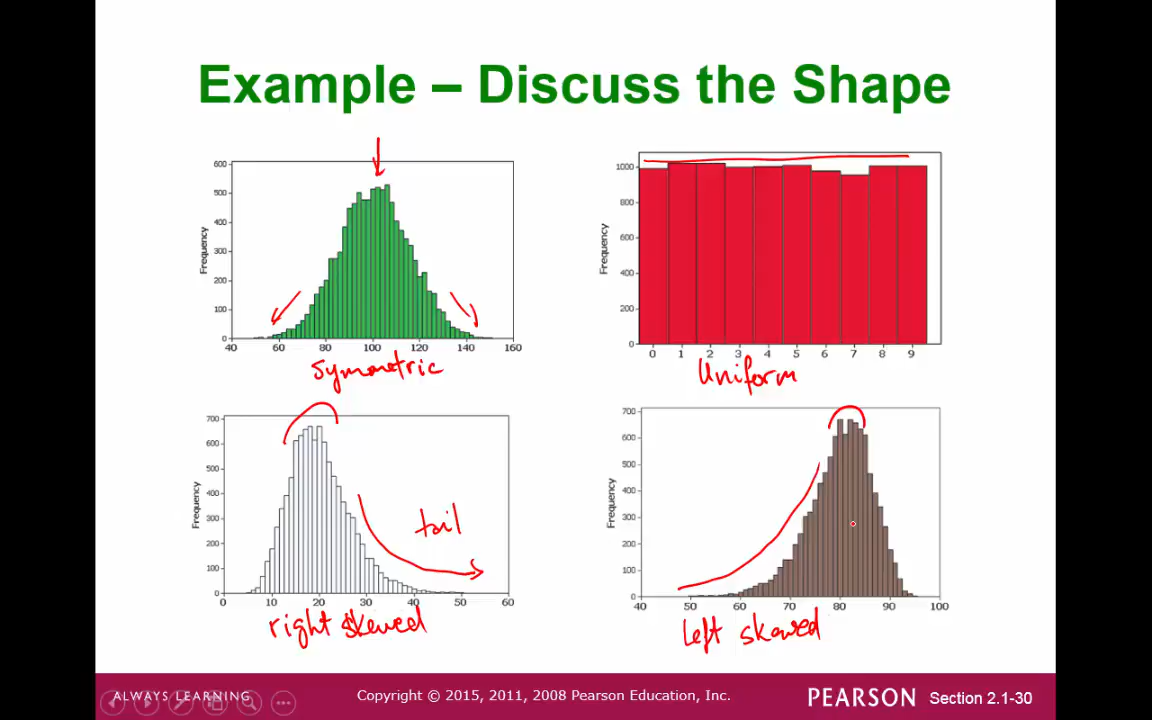 Example – Discuss the Shape
600
500
400
300
200
100
0
Frequency
40 60 80 100 120 140 160
symmetric
1000
800
600
400
200
0
Frequency
0 1 2 3 4 5 6 7 8 9
Uniform
700
600
500
400
300
200
100
0
Frequency
tail
0 10 20 30 40 50 60
right skewed
700
600
500
400
300
200
100
0
Frequency
40 50 60 70 80 90 100
left skewed
ALWAYS LEARNING
Copyright © 2015, 2011, 2008 Pearson Education, Inc.
PEARSON
Section 2.1-30